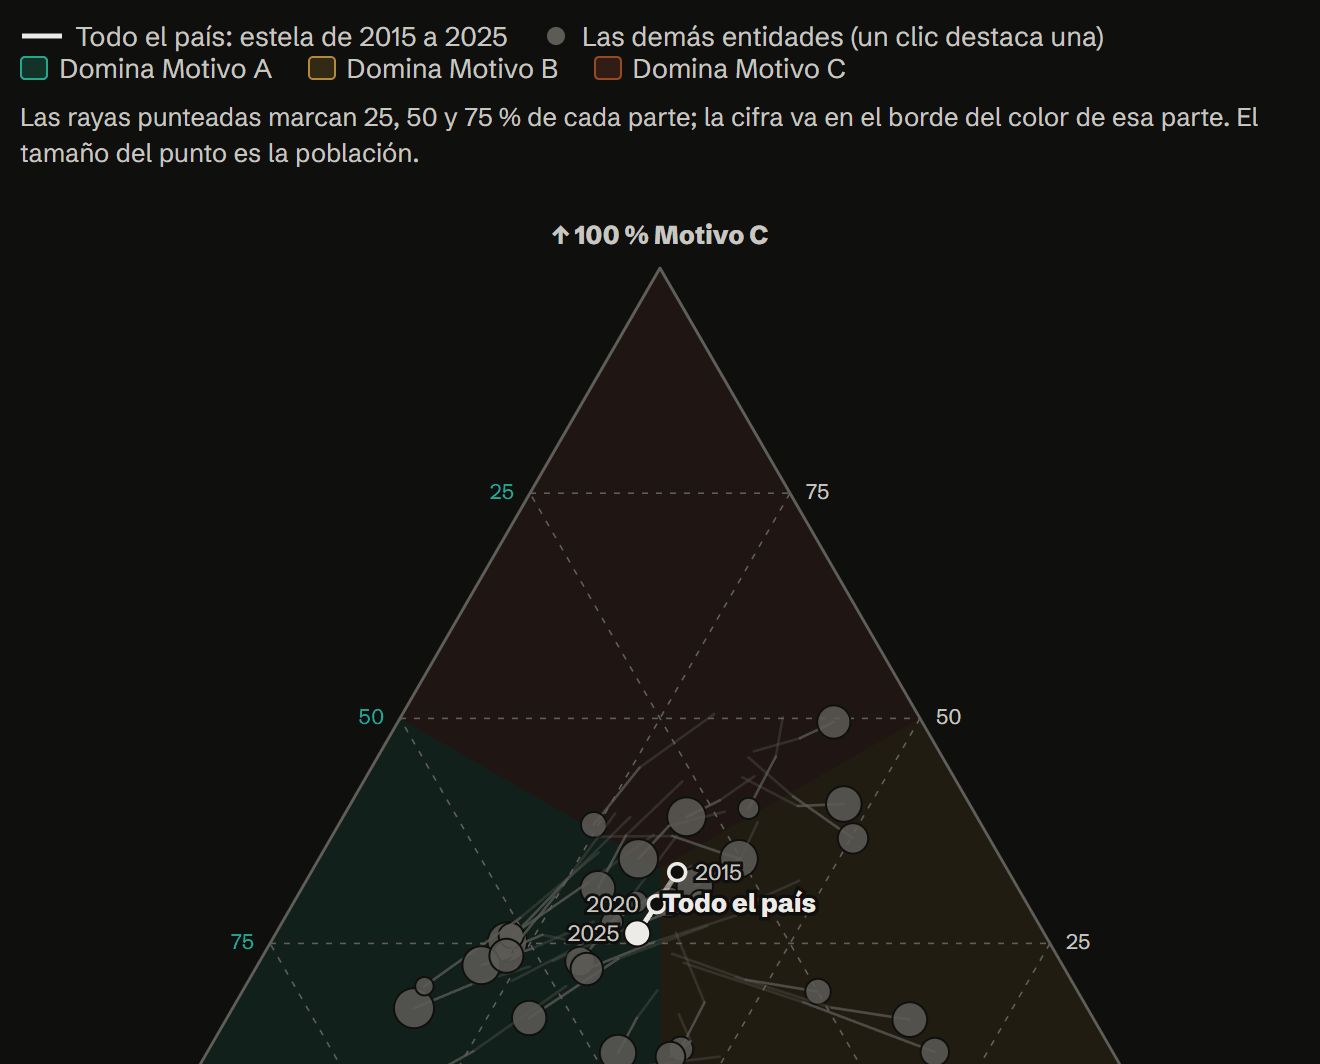 Todo el país: estela de 2015 a 2025
Las demás entidades (un clic destaca una)
Domina Motivo A
Domina Motivo B
Domina Motivo C
Las rayas punteadas marcan 25, 50 y 75 % de cada parte; la cifra va en el borde del color de esa parte. El
tamaño del punto es la población.
↑ 100 % Motivo C
25
75
50
50
2015
2020
Todo el país
2025
75
25